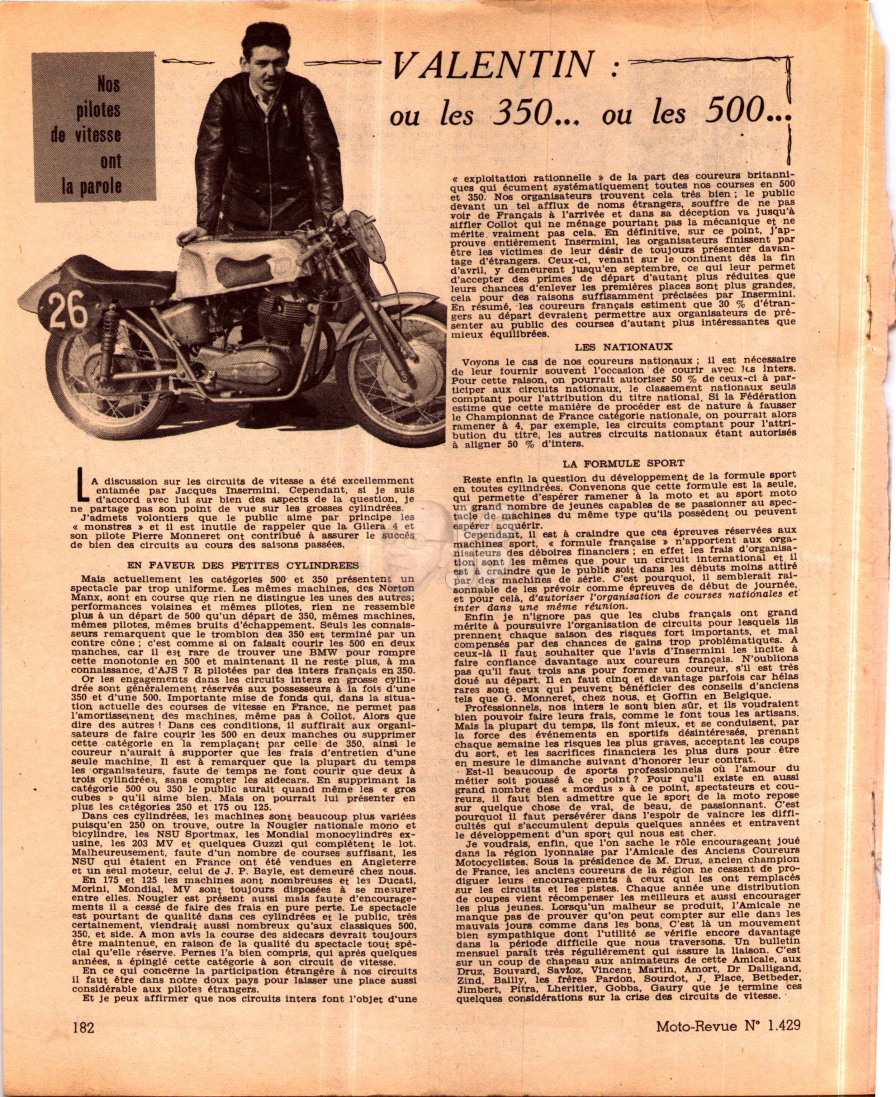 Nos
pilotes
de vitesse
ont
la parole
VALENTIN :
ou les 350... ou les 500...
26
LA discussion sur les circuits de vitesse a été excellemment
entamée par Jacques Insermini. Cependant, si je suis
d'accord avec lui sur bien des aspects de la question, je
ne partage pas son point de vue sur les grosses cylindrées.
J'admets volontiers que le public aime par principe les
« monstres » et il est inutile de rappeler que la Gilera 4 et
son pilote Pierre Monneret ont contribué à assurer le succès
de bien des circuits au cours des saisons passées.
EN FAVEUR DES PETITES CYLINDREES
Mais actuellement les catégories 500 et 350 présentent un
spectacle par trop uniforme. Les mêmes machines, des Norton
Manx, sont en course que rien ne distingue les unes des autres;
performances voisines et mêmes pilotes, rien ne ressemble
plus à un départ de 500 qu'un départ de 350, mêmes machines,
mêmes pilotes, mêmes bruits d'échappement. Seuls les connais-
seurs remarquent que le tromblon des 350 est terminé par un
contre cône ; c'est comme si on faisait courir les 500 en deux
manches, car il est rare de trouver une BMW pour rompre
cette monotonie en 500 et maintenant il ne reste plus, à ma
connaissance, d'AJS 7 R pilotées par des inters français en 350.
Or les engagements dans les circuits inters en grosse cylin-
drée sont généralement réservés aux possesseurs à la fois d'une
350 et d'une 500. Importante mise de fonds qui, dans la situa-
tion actuelle des courses de vitesse en France, ne permet pas
l'amortissement des machines, même pas à Collot. Alors que
dire des autres ! Dans ces conditions, il suffirait aux organi-
sateurs de faire courir les 500 en deux manches ou supprimer
cette catégorie en la remplaçant par celle de 350, ainsi le
coureur n'aurait à supporter que les frais d'entretien d'une
seule machine. Il est à remarquer que la plupart du temps
les organisateurs, faute de temps ne font courir que deux à
trois cylindrées, sans compter les sidecars. En supprimant la
catégorie 500 ou 350 le public aurait quand même les « gros
cubes » qu'il aime bien. Mais on pourrait lui présenter en
plus les catégories 250 et 175 ou 125.
Dans ces cylindrées, les machines sont beaucoup plus variées
puisqu'en 250 on trouve, outre la Nougier nationale mono et
bicylindre, les NSU Sportmax, les Mondial monocylindres ex-
usine, les 203 MV et quelques Guzzi qui complètent le lot.
Malheureusement, faute d'un nombre de courses suffisant, les
NSU qui étaient en France ont été vendues en Angleterre
et un seul moteur, celui de J. P. Bayle, est demeuré chez nous.
En 175 et 125 les machines sont nombreuses et les Ducati,
Morini, Mondial, MV sont toujours disposées à se mesurer
entre elles. Nougier est présent aussi mais faute d'encourage-
ments il a cessé de faire des frais en pure perte. Le spectacle
est pourtant de qualité dans ces cylindrées et le public, très
certainement, viendrait aussi nombreux qu'aux classiques 500,
350, et side. A mon avis la course des sidecars devrait toujours
être maintenue, en raison de la qualité du spectacle tout spé-
cial qu'elle réserve. Pernes l'a bien compris, qui après quelques
années, a épinglé cette catégorie à son circuit de vitesse.
En ce qui concerne la participation étrangère à nos circuits
il faut être dans notre doux pays pour laisser une place aussi
considérable aux pilotes étrangers.
Et je peux affirmer que nos circuits inters font l'objet d'une
« exploitation rationnelle » de la part des coureurs britanni-
ques qui écument systématiquement toutes nos courses en 500
et 350. Nos organisateurs trouvent cela très bien ; le public
devant un tel afflux de noms étrangers, souffre de ne pas
voir de Français à l'arrivée et dans sa déception va jusqu'à
siffler Collot qui ne ménage pourtant pas la mécanique et ne
mérite vraiment pas cela. En définitive, sur ce point, j'ap-
prouve entièrement Insermini, les organisateurs finissent par
être les victimes de leur désir de toujours présenter davan-
tage d'étrangers. Ceux-ci, venant sur le continent dès la fin
d'avril, y demeurent jusqu'en septembre, ce qui leur permet
d'accepter des primes de départ d'autant plus réduites que
leurs chances d'enlever les premières places sont plus grandes,
cela pour des raisons suffisamment précisées par Insermini.
En résumé, les coureurs français estiment que 30 % d'étran-
gers au départ devraient permettre aux organisateurs de pré-
senter au public des courses d'autant plus intéressantes que
mieux équilibrées.
LES NATIONAUX
Voyons le cas de nos coureurs nationaux ; il est nécessaire
de leur fournir souvent l'occasion de courir avec les inters.
Pour cette raison, on pourrait autoriser 50 % de ceux-ci à par-
ticiper aux circuits nationaux, le classement nationaux seuls
comptant pour l'attribution du titre national. Si la Fédération
estime que cette manière de procéder est de nature à fausser
le Championnat de France catégorie nationale, on pourrait alors
ramener à 4, par exemple, les circuits comptant pour l'attri-
bution du titre, les autres circuits nationaux étant autorisés
à aligner 50 % d'inters.
LA FORMULE SPORT
Reste enfin la question du développement de la formule sport
en toutes cylindrées. Convenons que cette formule est la seule,
qui permette d'espérer ramener à la moto et au sport moto
un grand nombre de jeunes capables de se passionner au spec-
tacle de machines du même type qu'ils possèdent ou peuvent
espérer acquérir.
Cependant, il est à craindre que ces épreuves réservées aux
machines sport, « formule française » n'apportent aux orga-
nisateurs des déboires financiers ; en effet les frais d'organisa-
tion sont les mêmes que pour un circuit international et il
est à craindre que le public soit dans les débuts moins attiré
par des machines de série. C'est pourquoi, il semblerait rai-
sonnable de les prévoir comme épreuves de début de journée,
et pour cela, d'autoriser l'organisation de courses nationales et
inter dans une même réunion.
Enfin je n'ignore pas que les clubs français ont grand
mérite à poursuivre l'organisation de circuits pour lesquels ils
prennent chaque saison des risques fort importants, et mal
compensés par des chances de gains trop problématiques. A
ceux-là il faut souhaiter que l'avis d'Insermini les incite à
faire confiance davantage aux coureurs français. N'oublions
pas qu'il faut trois ans pour former un coureur, s'il est très
doué au départ. Il en faut cinq et davantage parfois car hélas
rares sont ceux qui peuvent bénéficier des conseils d'anciens
tels que G. Monneret, chez nous, et Goffin en Belgique.
Professionnels, nos inters le sont bien sûr, et ils voudraient
bien pouvoir faire leurs frais, comme le font tous les artisans.
Mais la plupart du temps, ils font mieux, et se conduisent, par
la force des événements en sportifs désintéressés, prenant
chaque semaine les risques les plus graves, acceptant les coups
du sort, et les sacrifices financiers les plus durs pour être
en mesure le dimanche suivant d'honorer leur contrat.
Est-il beaucoup de sports professionnels où l'amour du
métier soit poussé à ce point ? Pour qu'il existe en aussi
grand nombre des « mordus » à ce point, spectateurs et cou-
reurs, il faut bien admettre que le sport de la moto repose
sur quelque chose de vrai, de beau, de passionnant. C'est
pourquoi il faut persévérer dans l'espoir de vaincre les diffi-
cultés qui s'accumulent depuis quelques années et entravent
le développement d'un sport qui nous est cher.
Je voudrais, enfin, que l'on sache le rôle encourageant joué
dans la région lyonnaise par l'Amicale des Anciens Coureurs
Motocyclistes. Sous la présidence de M. Druz, ancien champion
de France, les anciens coureurs de la région ne cessent de pro-
diguer leurs encouragements à ceux qui les ont remplacés
sur les circuits et les pistes. Chaque année une distribution
de coupes vient récompenser les meilleurs et aussi encourager
les plus jeunes. Lorsqu'un malheur se produit, l'Amicale ne
manque pas de prouver qu'on peut compter sur elle dans les
mauvais jours comme dans les bons. C'est là un mouvement
bien sympathique dont l'utilité se vérifie encore davantage
dans la période difficile que nous traversons. Un bulletin
mensuel paraît très régulièrement qui assure la liaison. C'est
sur un coup de chapeau aux animateurs de cette Amicale, aux
Druz, Bouvard, Savioz, Vincent Martin, Amort, Dr Dalligand,
Zind, Bailly, les frères Pardon, Sourdot, J. Place, Betbeder,
Jimbert, Pitra, Lheritier, Gobba, Gaury que je termine ces
quelques considérations sur la crise des circuits de vitesse.
182
Moto-Revue N° 1.429